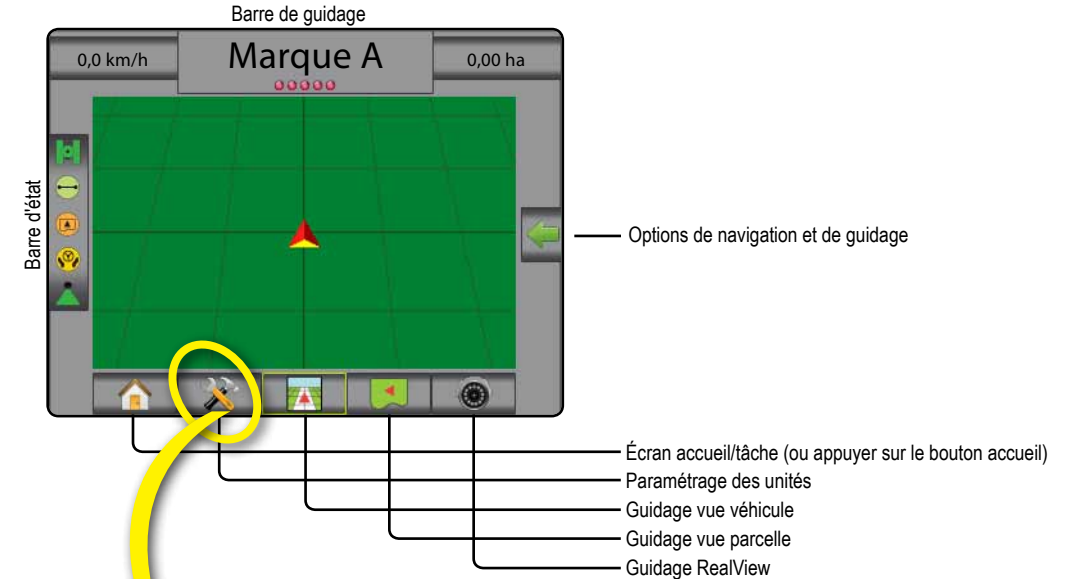 Barre de guidage
0,0 km/h
Marque A
0,00 ha
Barre d'état
Options de navigation et de guidage
Écran accueil/tâche (ou appuyer sur le bouton accueil)
Paramétrage des unités
Guidage vue véhicule
Guidage vue parcelle
Guidage RealView